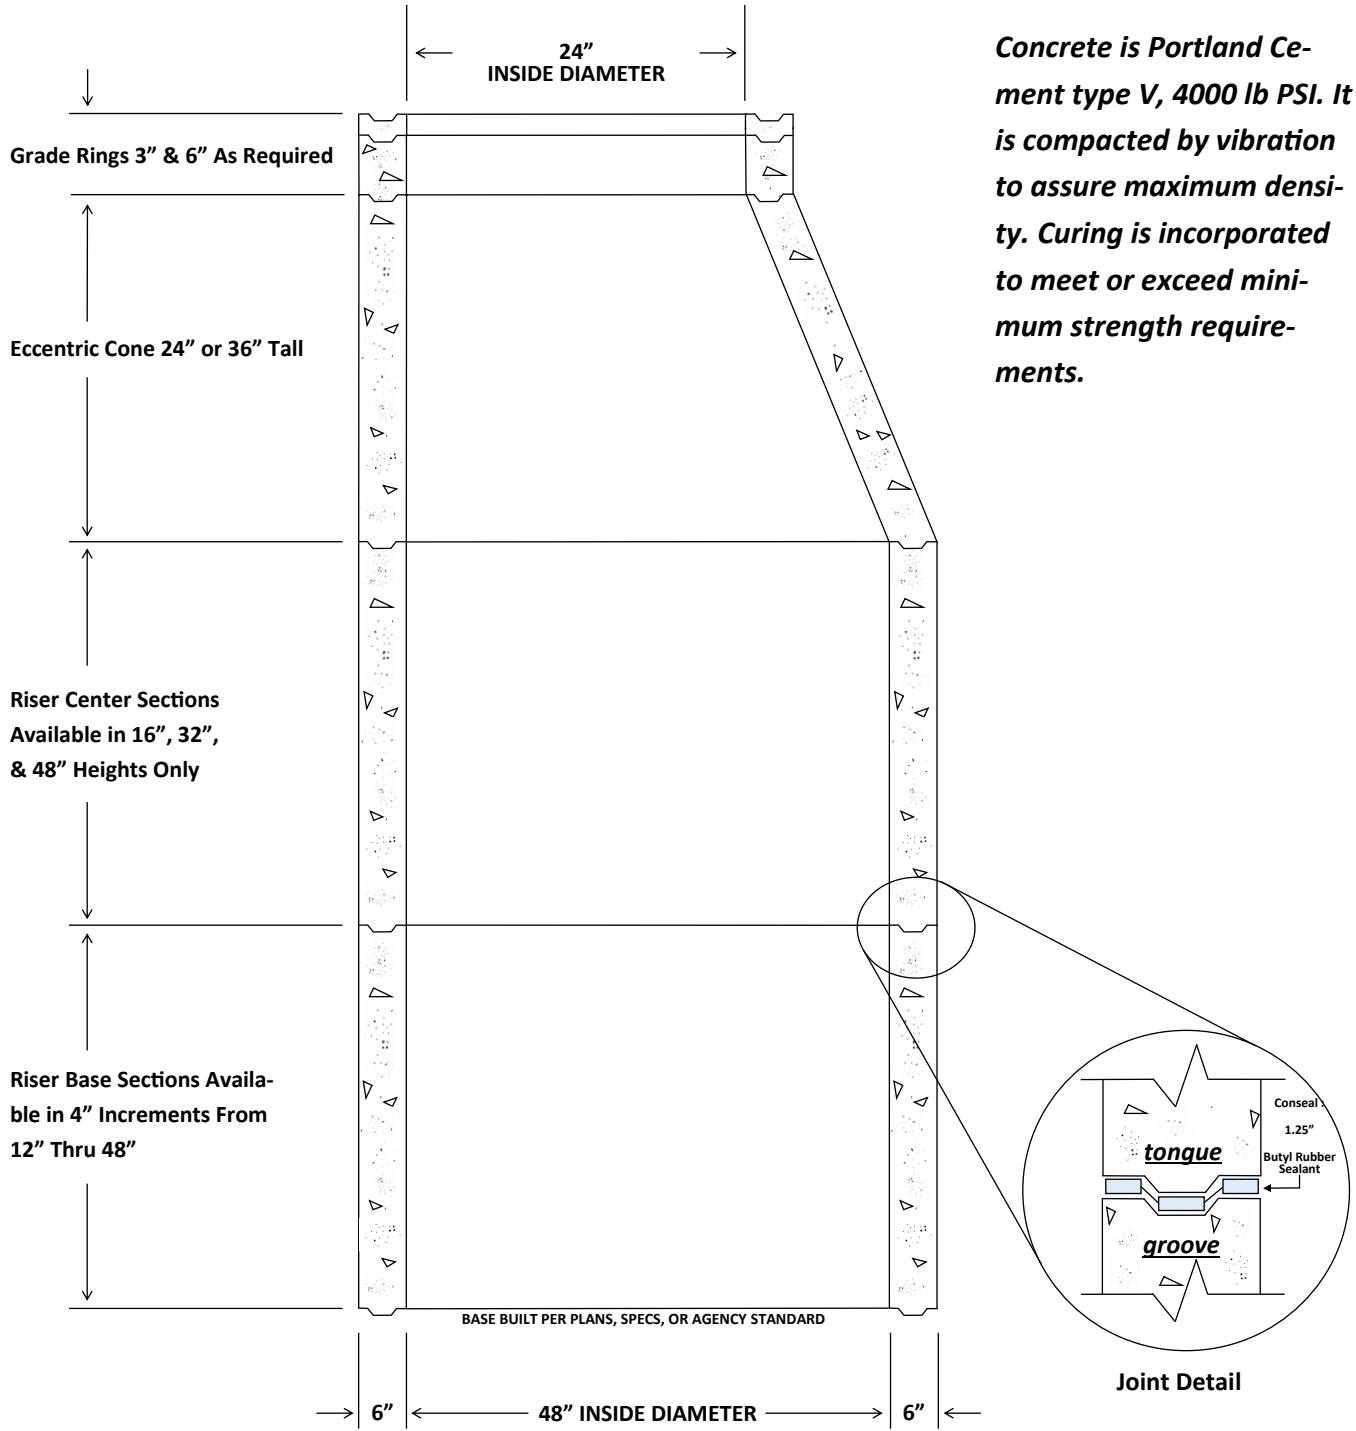 24”
INSIDE DIAMETER
Concrete is Portland Ce-
ment type V, 4000 lb PSI. It
is compacted by vibration
to assure maximum densi-
ty. Curing is incorporated
to meet or exceed mini-
mum strength require-
ments.
Grade Rings 3” & 6” As Required
Eccentric Cone 24” or 36” Tall
Riser Center Sections
Available in 16”, 32”,
& 48” Heights Only
Riser Base Sections Availa-
ble in 4” Increments From
12” Thru 48”
Conseal
1.25”
Butyl Rubber
Sealant
tongue
groove
Joint Detail
BASE BUILT PER PLANS, SPECS, OR AGENCY STANDARD
6”
48” INSIDE DIAMETER
6”